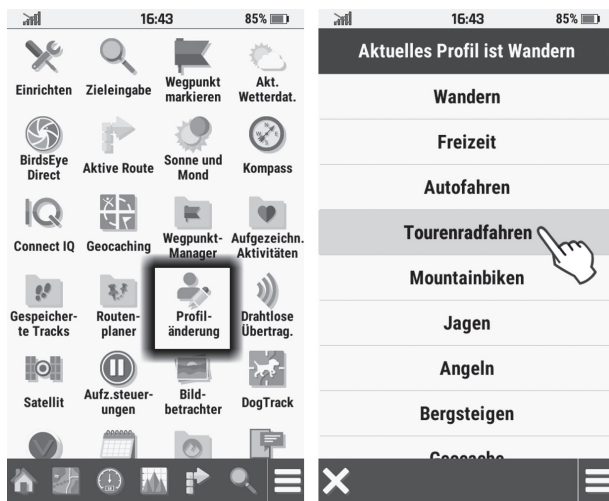 16:43
85%
Einrichten
Zieleingabe
Wegpunkt
markieren
Akt.
Wetterdat.
BirdsEye
Direct
Aktive Route
Sonne und
Mond
Kompass
Connect IQ
Geocaching
Wegpunkt-
Manager
Aufgezeichn.
Aktivitäten
Gespeicher-
te Tracks
Routen-
planer
Profil-
änderung
Drahtlose
Übertrag.
Satellit
Aufz.steuer-
ungen
Bild-
betrachter
DogTrack
16:43
85%
Aktuelles Profil ist Wandern
Wandern
Freizeit
Autofahren
Tourenradfahren
Mountainbiken
Jagen
Angeln
Bergsteigen
Geocache